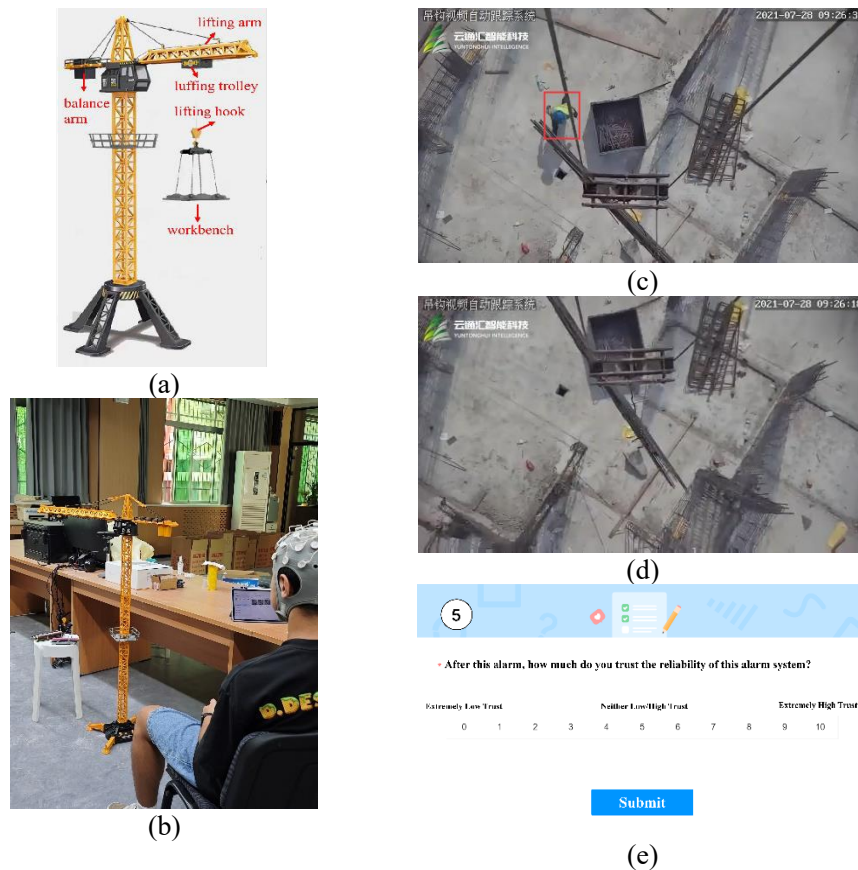 lifting arm
luffing trolley
balance
arm
lifting hook
workbench
(a)
(b)
吊钩视频自动跟踪系统
2021-07-28 09:26:3
云通汇智能科技
YUNTONGHUI INTELLEGENCE
(c)
吊钩视频自动跟踪系统
2021-07-28 09:26:18
云通汇智能科技
YUNTONGHUI INTELLEGENCE
(d)
5
* After this alarm, how much do you trust the reliability of this alarm system?
Extremely Low Trust Neither Low/High Trust Extremely High Trust
0 1 2 3 4 5 6 7 8 9 10
Submit
(e)
D.DES